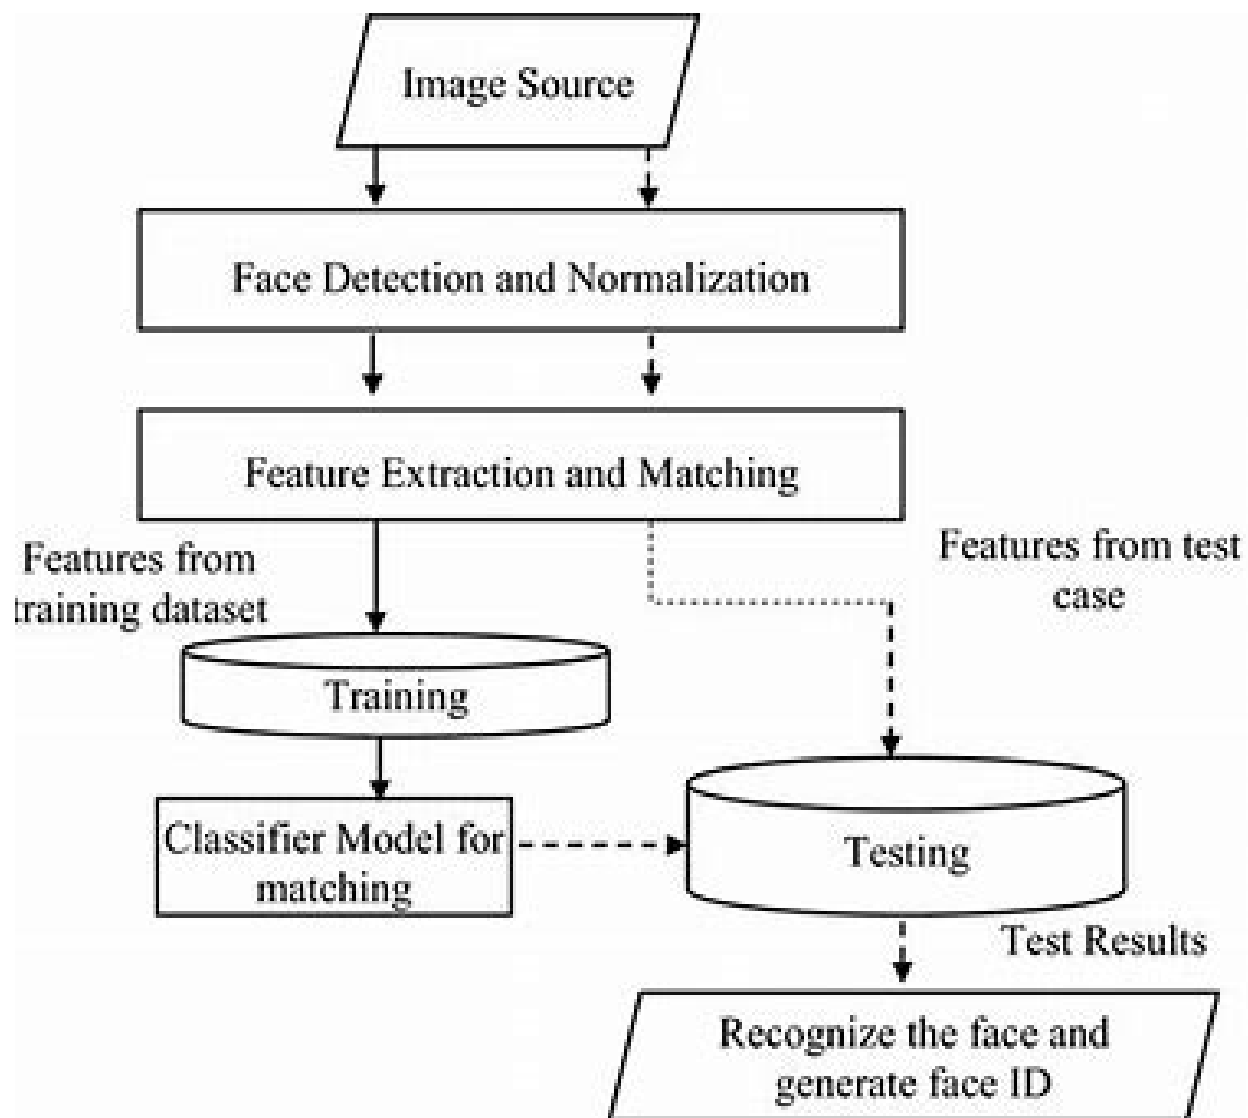 Image Source
Face Detection and Normalization
Feature Extraction and Matching
Features from
training dataset
Features from test
case
Training
Classifier Model for
matching
Testing
Test Results
Recognize the face and
generate face ID